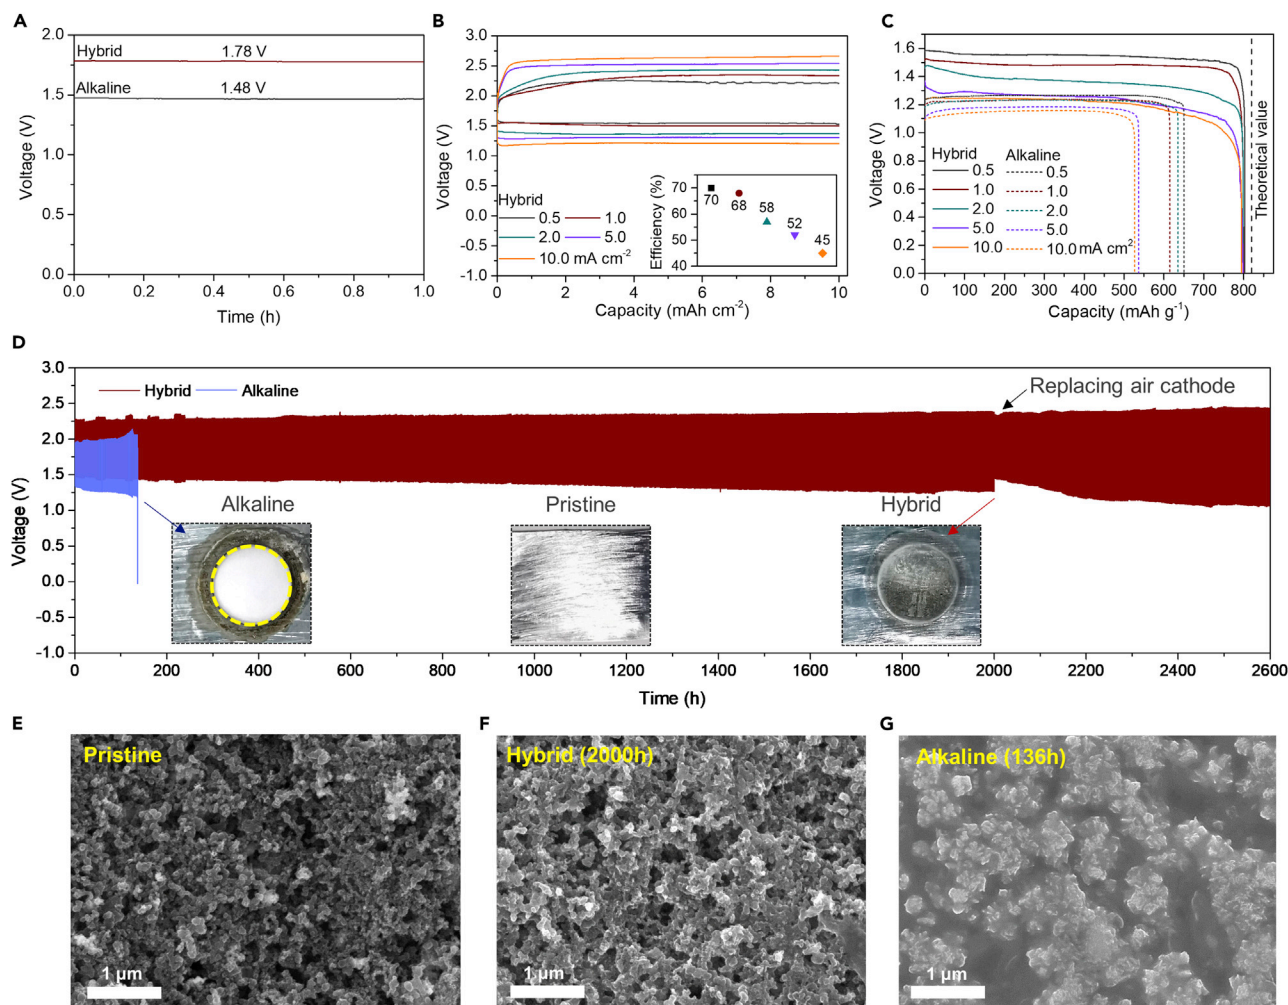 A
2.0
1.5
1.0
0.5
0.0
Voltage (V)
Hybrid 1.78 V
Alkaline 1.48 V
0.0 0.2 0.4 0.6 0.8 1.0
Time (h)
B
3.0
2.5
2.0
1.5
1.0
0.5
0.0
-0.5
-1.0
Voltage (V)
Hybrid
0.5 1.0
2.0 5.0
10.0 mA cm-2
Efficiency (%)
70
60
50
40
70
68
58
52
45
0 2 4 6 8 10
Capacity (mAh cm-2)
C
1.6
1.4
1.2
1.0
0.8
0.6
0.4
0.2
0.0
Voltage (V)
Hybrid Alkaline
0.5 0.5
1.0 1.0
2.0 2.0
5.0 5.0
10.0 10.0 mA cm2
Theoretical value
0 100 200 300 400 500 600 700 800
Capacity (mAh g-1)
D
3.0
2.5
2.0
1.5
1.0
0.5
0.0
-0.5
-1.0
Voltage (V)
Hybrid Alkaline
Replacing air cathode
Alkaline Pristine Hybrid
0 200 400 600 800 1000 1200 1400 1600 1800 2000 2200 2400 2600
Time (h)
E
Pristine
1 μm
F
Hybrid (2000h)
1 μm
G
Alkaline (136h)
1 μm